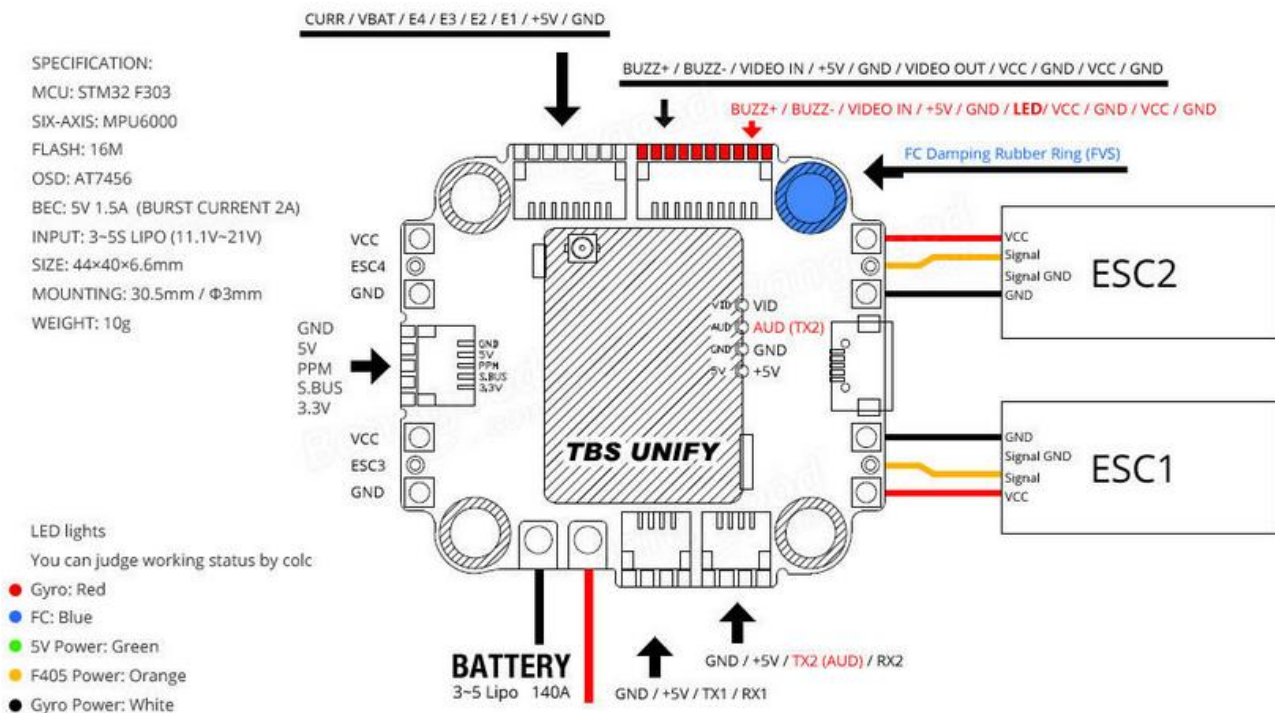 CURR / VBAT / E4 / E3 / E2 / E1 / +5V / GND
SPECIFICATION:
MCU: STM32 F303
SIX-AXIS: MPU6000
FLASH: 16M
OSD: AT7456
BEC: 5V 1.5A (BURST CURRENT 2A)
INPUT: 3~5S LIPO (11.1V~21V)
SIZE: 44×40×6.6mm
MOUNTING: 30.5mm / Φ3mm
WEIGHT: 10g
BUZZ+ / BUZZ- / VIDEO IN / +5V / GND / VIDEO OUT / VCC / GND / VCC / GND
BUZZ+ / BUZZ- / VIDEO IN / +5V / GND / LED/ VCC / GND / VCC / GND
FC Damping Rubber Ring (FVS)
VCC
ESC4
GND
GND
5V
PPM
S.BUS
3.3V
GND
5V
PPM
S.BUS
3.3V
VCC
ESC3
GND
VID VID
AUD AUD (TX2)
GND GND
5V +5V
TBS UNIFY
VCC
Signal
Signal GND
GND
ESC2
GND
Signal GND
Signal
VCC
ESC1
LED lights
You can judge working status by colc
Gyro: Red
FC: Blue
5V Power: Green
F405 Power: Orange
Gyro Power: White
BATTERY
3~5 Lipo 140A
GND / +5V / TX2 (AUD) / RX2
GND / +5V / TX1 / RX1